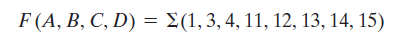 F (A, B, C, D) = Σ(1, 3, 4, 11, 12, 13, 14, 15)